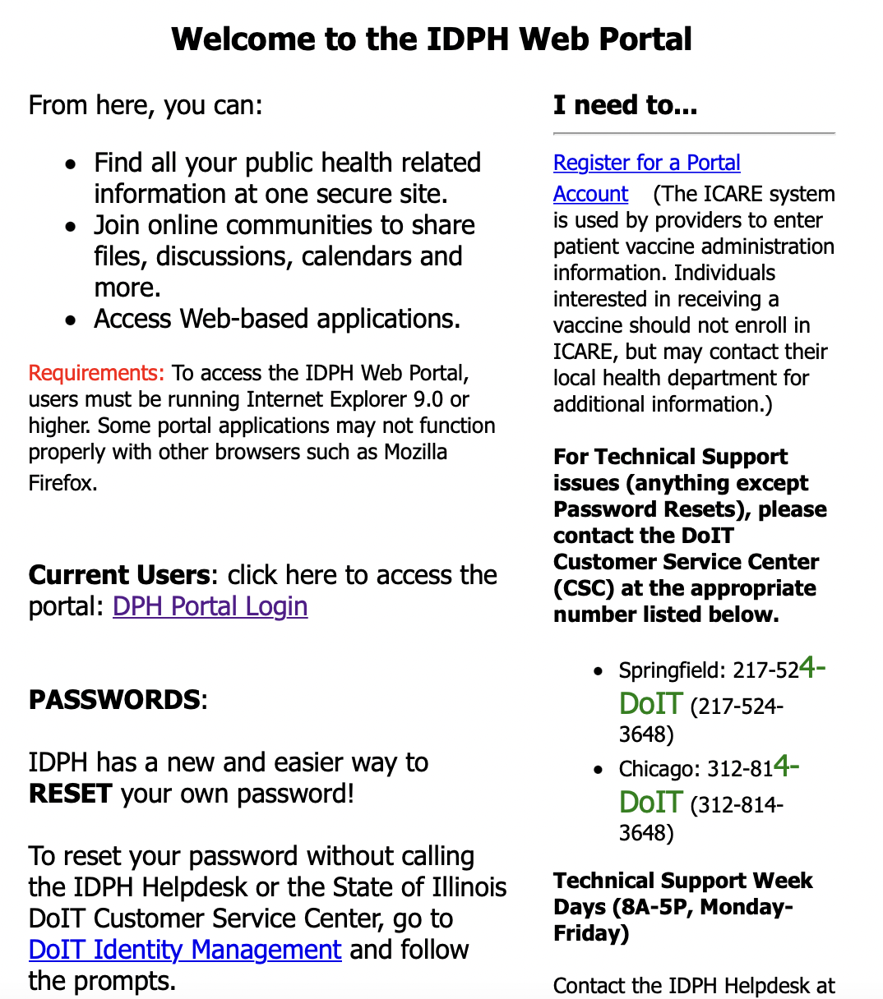 Welcome to the IDPH Web Portal
From here, you can:
• Find all your public health related
information at one secure site.
• Join online communities to share
files, discussions, calendars and
more.
• Access Web-based applications.
Requirements: To access the IDPH Web Portal,
users must be running Internet Explorer 9.0 or
higher. Some portal applications may not function
properly with other browsers such as Mozilla
Firefox.
Current Users: click here to access the
portal: DPH Portal Login
PASSWORDS:
IDPH has a new and easier way to
RESET your own password!
To reset your password without calling
the IDPH Helpdesk or the State of Illinois
DoIT Customer Service Center, go to
DoIT Identity Management and follow
the prompts.
I need to...
Register for a Portal
Account (The ICARE system
is used by providers to enter
patient vaccine administration
information. Individuals
interested in receiving a
vaccine should not enroll in
ICARE, but may contact their
local health department for
additional information.)
For Technical Support
issues (anything except
Password Resets), please
contact the DoIT
Customer Service Center
(CSC) at the appropriate
number listed below.
• Springfield: 217-524-
DoIT (217-524-
3648)
• Chicago: 312-814-
DoIT (312-814-
3648)
Technical Support Week
Days (8A-5P, Monday-
Friday)
Contact the IDPH Helpdesk at